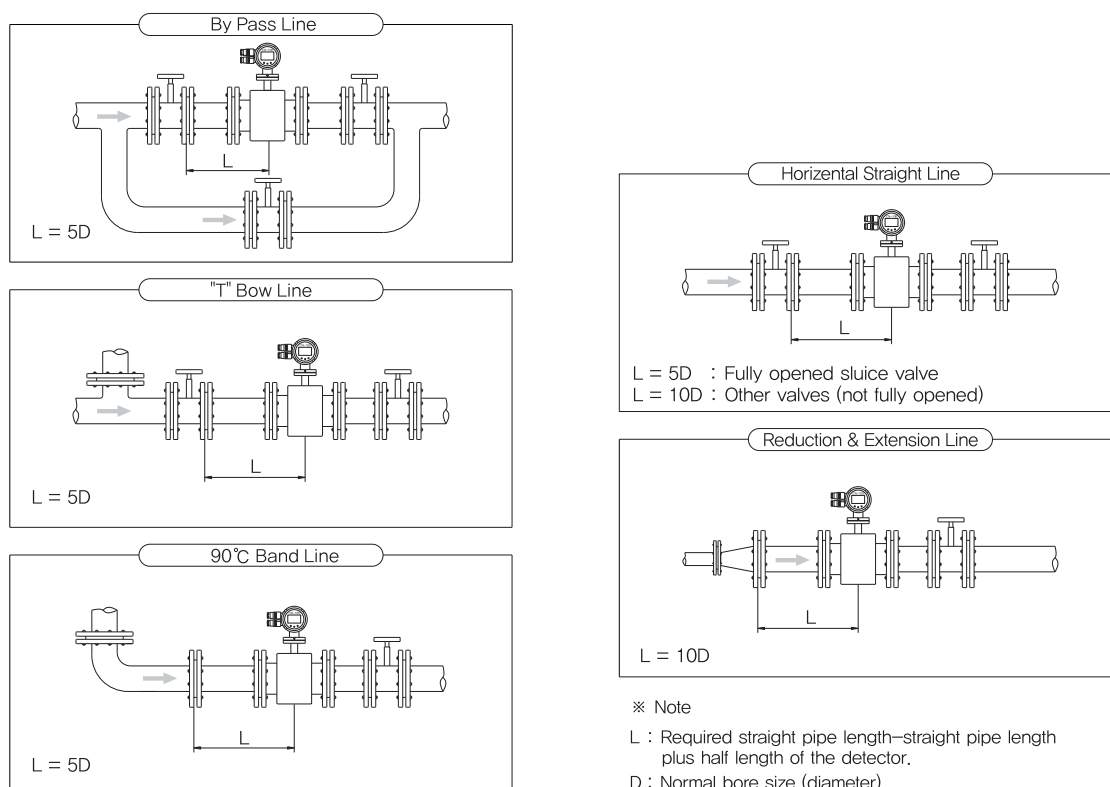 By Pass Line
L
L = 5D
"T" Bow Line
L
L = 5D
90℃ Band Line
L
L = 5D
Horizental Straight Line
L
L = 5D : Fully opened sluice valve
L = 10D : Other valves (not fully opened)
Reduction & Extension Line
L
L = 10D
※ Note
L : Required straight pipe length-straight pipe length
plus half length of the detector.
D : Normal bore size (diameter)